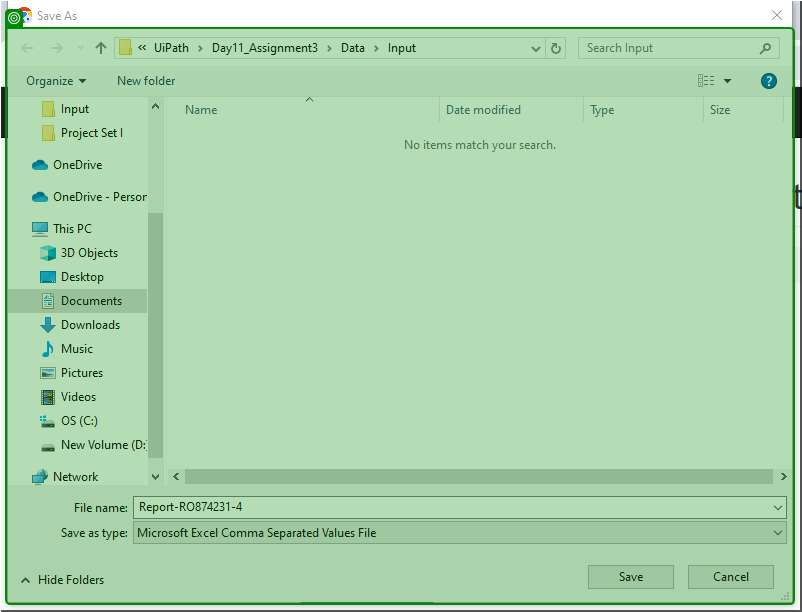 Save As
« UiPath › Day11_Assignment3 › Data › Input
Search Input
Organize
New folder
?
Input
Project Set I
OneDrive
OneDrive - Person
This PC
3D Objects
Desktop
Documents
Downloads
Music
Pictures
Videos
OS (C:)
New Volume (D:
Network
Name
Date modified
Type
Size
No items match your search.
File name: Report-RO874231-4
Save as type: Microsoft Excel Comma Separated Values File
Hide Folders
Save
Cancel
t